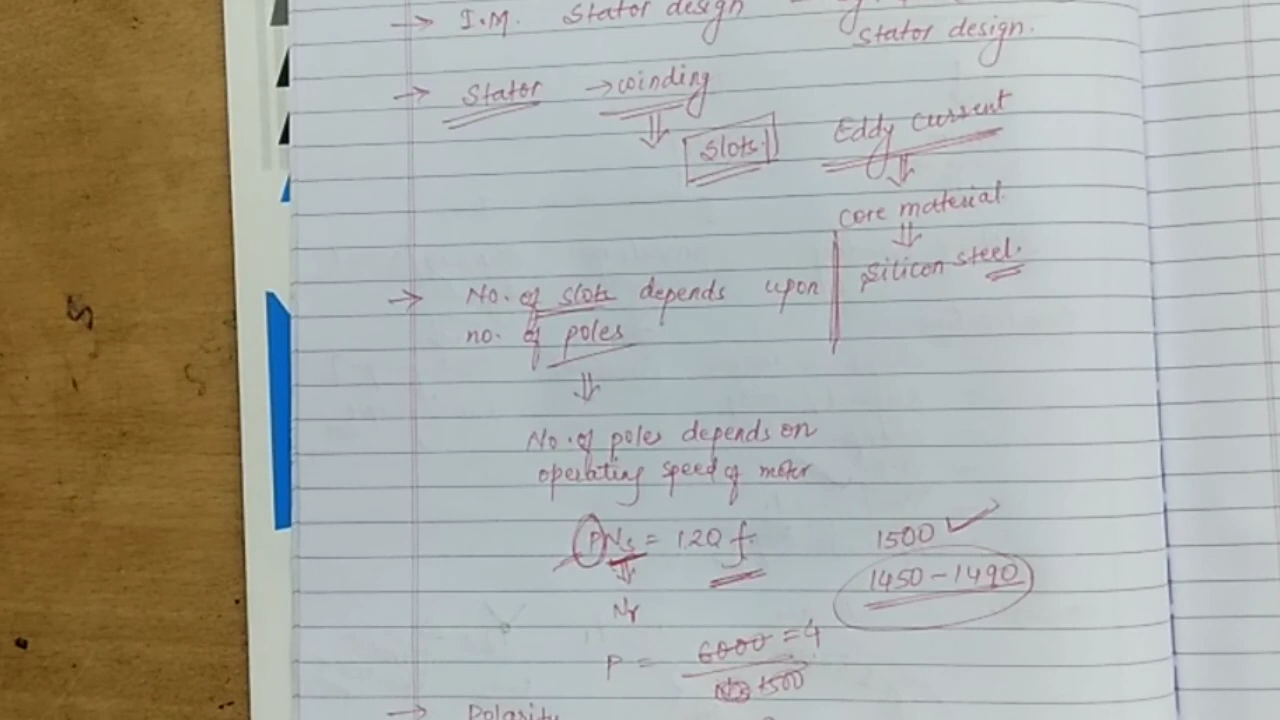 → I.M. Stator design
Stator design.
→ Stator → winding
⇓
Slots
Eddy current
⇓
Core material.
⇓
Silicon steel.
→ No. of slots depends upon
no. of poles
⇓
No. of poles depends on
operating speed of motor
PNs = 120 f.
⇓
Nr
1500 ✓
1450 - 1490
P = 6000 = 4
Ns 1500
→ Polarity